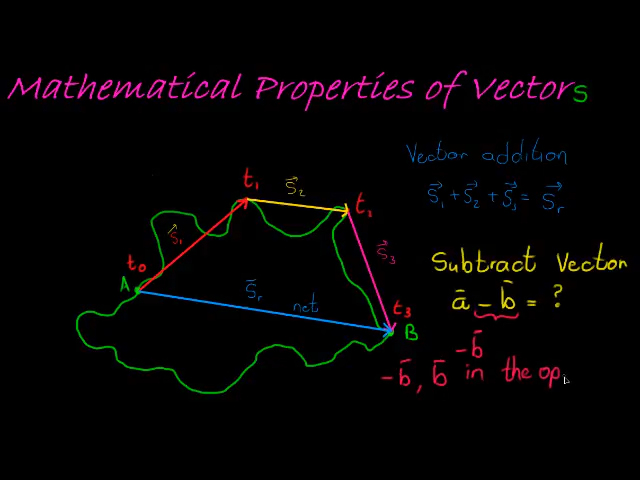 Mathematical Properties of Vectors
Vector addition
S⃗₁ + S⃗₂ + S⃗₃ = S⃗ᵣ
t₁
S⃗₂
t₂
S⃗₁
S⃗₃
t₀
A
S⃗ᵣ net
t₃
B
Subtract Vector
a̅ - b̅ = ?
-b̅
-b̅, b̅ in the op